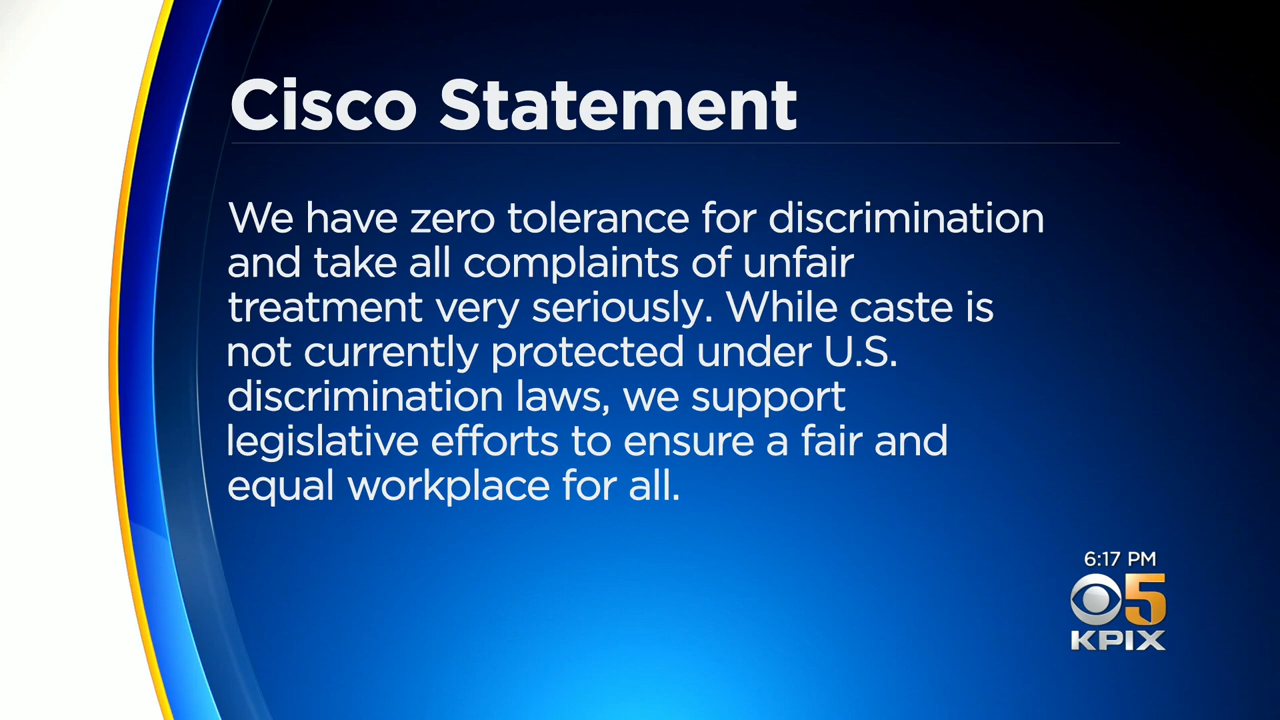 Cisco Statement
We have zero tolerance for discrimination
and take all complaints of unfair
treatment very seriously. While caste is
not currently protected under U.S.
discrimination laws, we support
legislative efforts to ensure a fair and
equal workplace for all.
6:17 PM
5
KPIX